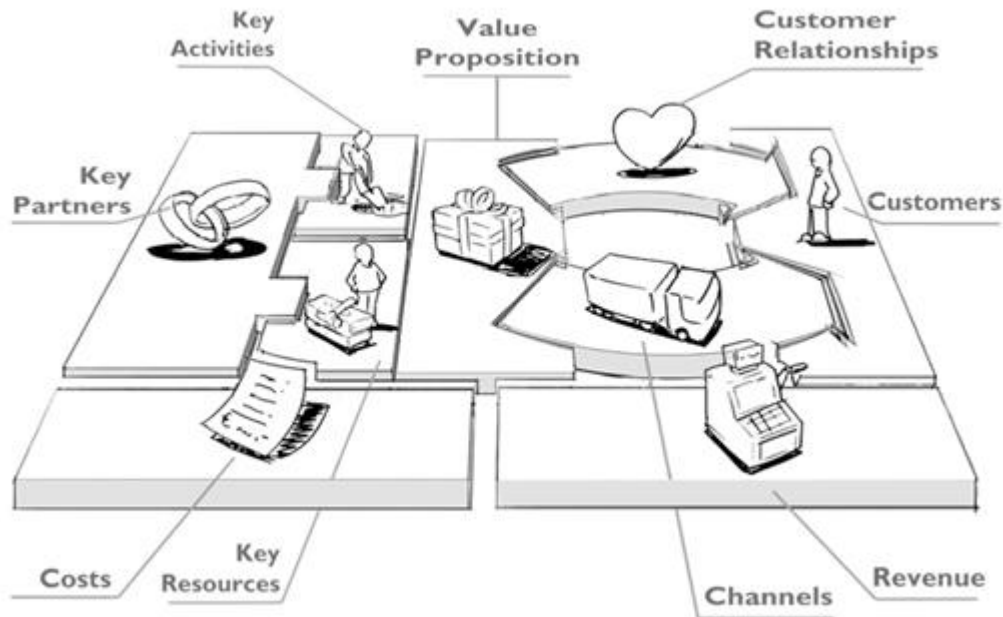 Key
Activities
Value
Proposition
Customer
Relationships
Key
Partners
Customers
Costs
Key
Resources
Channels
Revenue